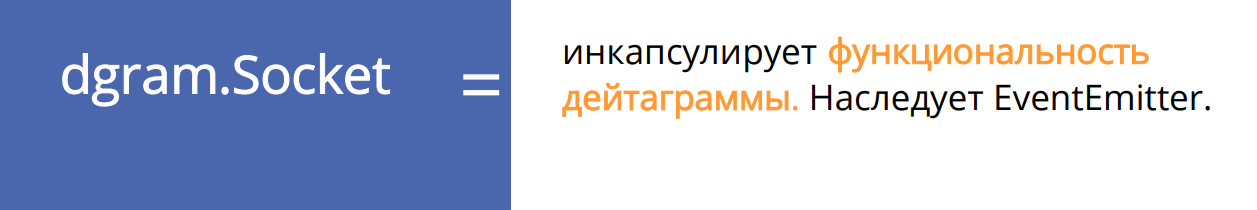 dgram.Socket =
инкапсулирует функциональность
дейтаграммы. Наследует EventEmitter.